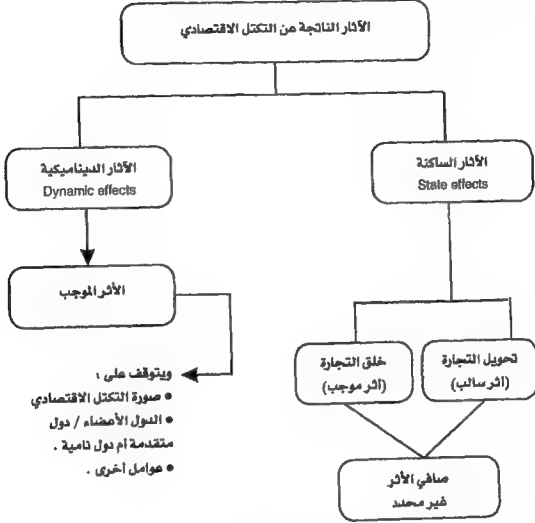 الآثار الناتجة عن التكتل الاقتصادي
الآثار الساكنة
State effects
الآثار الديناميكية
Dynamic effects
الأثر الموجب
تحويل التجارة
(أثر سالب)
خلق التجارة
(أثر موجب)
ويتوقف على :
• صورة التكتل الاقتصادي
• الدول الأعضاء / دول
متقدمة أم دول نامية .
• عوامل أخرى .
صافي الأثر
غير محدد